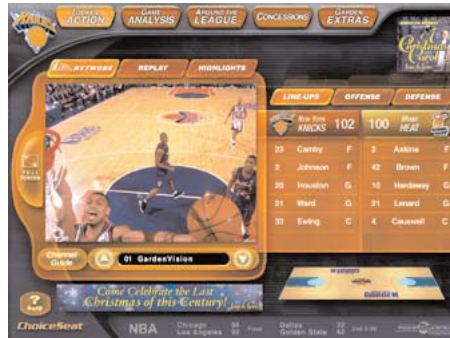 TODAY'S ACTION
GAME ANALYSIS
AROUND THE LEAGUE
CONCESSIONS
GARDEN EXTRAS
A Christmas Carol
NETWORK
REPLAY
HIGHLIGHTS
LINE-UPS
OFFENSE
DEFENSE
New York KNICKS 102
100 Miami HEAT
23 Camby F
2 Askins F
2 Johnson F
42 Brown F
20 Houston G
10 Hardaway G
21 Ward G
21 Lenard G
33 Ewing C
4 Causwell C
FULL SCREEN
Channel Guide
01 GardenVision
Come Celebrate the Last
Christmas of this Century!
? Help
ChoiceSeat
NBA
Chicago
Los Angeles
Final
Dallas
Golden State